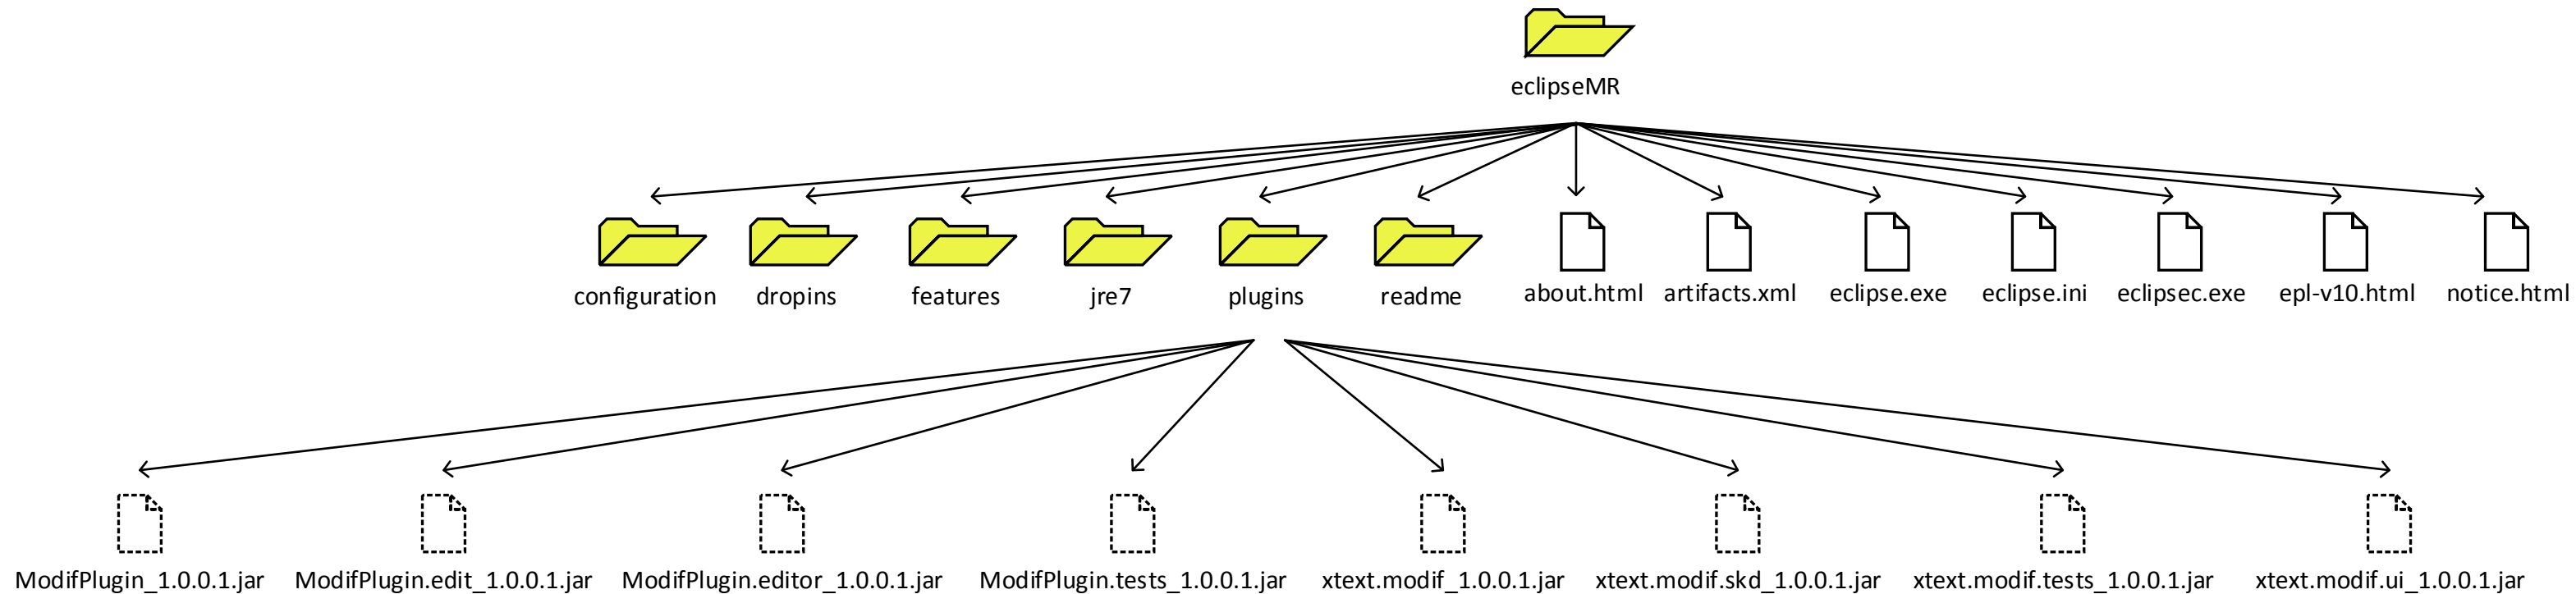 eclipseMR
configuration
dropins
features
jre7
plugins
readme
about.html
artifacts.xml
eclipse.exe
eclipse.ini
eclipsec.exe
epl-v10.html
notice.html
ModifPlugin_1.0.0.1.jar
ModifPlugin.edit_1.0.0.1.jar
ModifPlugin.editor_1.0.0.1.jar
ModifPlugin.tests_1.0.0.1.jar
xtext.modif_1.0.0.1.jar
xtext.modif.skd_1.0.0.1.jar
xtext.modif.tests_1.0.0.1.jar
xtext.modif.ui_1.0.0.1.jar